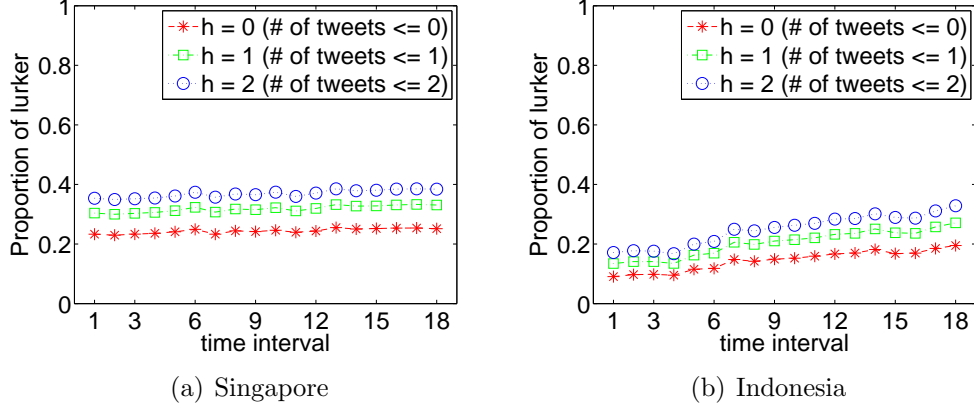 Proportion of lurker
1
0.8
0.6
0.4
0.2
0
h = 0 (# of tweets <= 0)
h = 1 (# of tweets <= 1)
h = 2 (# of tweets <= 2)
1 3 6 9 12 15 18
time interval
(a) Singapore
Proportion of lurker
1
0.8
0.6
0.4
0.2
0
h = 0 (# of tweets <= 0)
h = 1 (# of tweets <= 1)
h = 2 (# of tweets <= 2)
1 3 6 9 12 15 18
time interval
(b) Indonesia